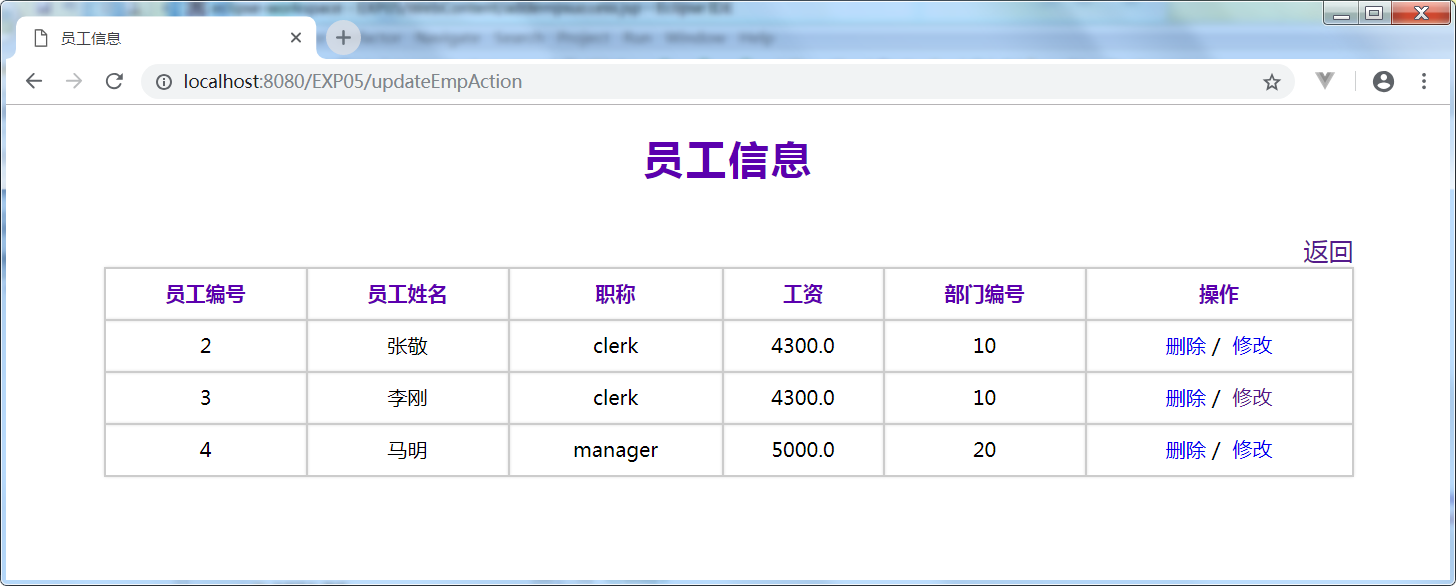 员工信息
localhost:8080/EXP05/updateEmpAction
员工信息
返回
员工编号 员工姓名 职称 工资 部门编号 操作
2 张敬 clerk 4300.0 10 删除 / 修改
3 李刚 clerk 4300.0 10 删除 / 修改
4 马明 manager 5000.0 20 删除 / 修改